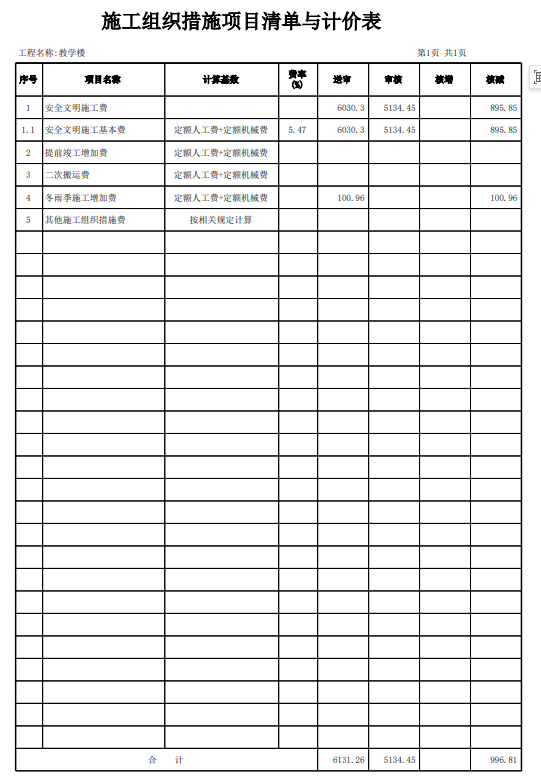 施工组织措施项目清单与计价表
工程名称:教学楼 第1页 共1页
序号 项目名称 计算基数 费率(%) 送审 审核 核增 核减
1 安全文明施工费 6030.3 5134.45 895.85
1.1 安全文明施工基本费 定额人工费+定额机械费 5.47 6030.3 5134.45 895.85
2 提前竣工增加费 定额人工费+定额机械费
3 二次搬运费 定额人工费+定额机械费
4 冬雨季施工增加费 定额人工费+定额机械费 100.96 100.96
5 其他施工组织措施费 按相关规定计算
合 计 6131.26 5134.45 996.81